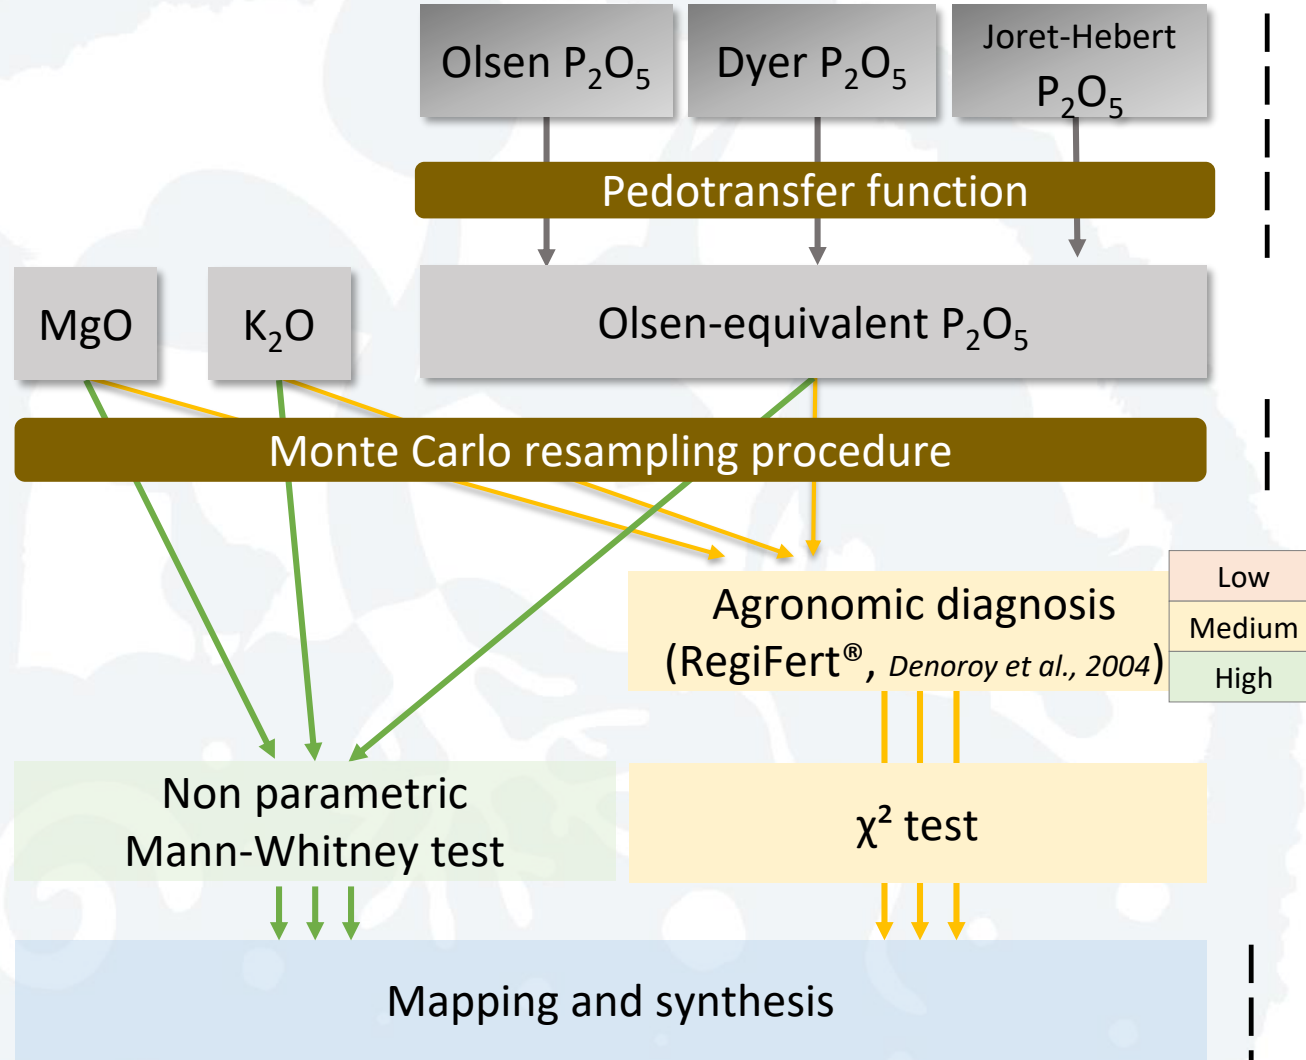 Olsen P₂O₅
Dyer P₂O₅
Joret-Hebert
P₂O₅
Pedotransfer function
MgO
K₂O
Olsen-equivalent P₂O₅
Monte Carlo resampling procedure
Agronomic diagnosis
(RegiFert®, Denoroy et al., 2004)
Low
Medium
High
Non parametric
Mann-Whitney test
χ² test
Mapping and synthesis